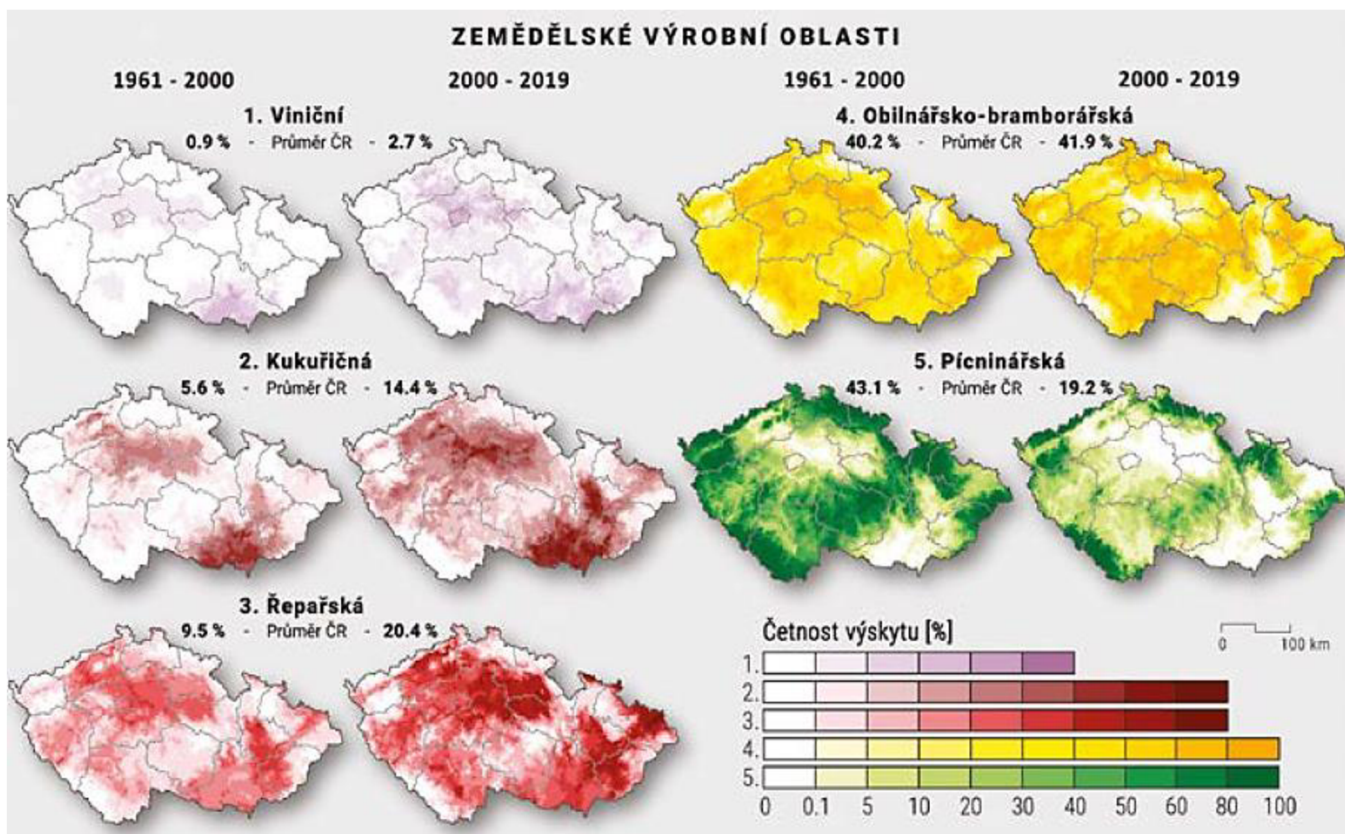 ZEMĚDĚLSKÉ VÝROBNÍ OBLASTI
1961 - 2000
2000 - 2019
1. Viniční
0.9 % - Průměr ČR - 2.7 %
2. Kukuřičná
5.6 % - Průměr ČR - 14.4 %
3. Řepařská
9.5 % - Průměr ČR - 20.4 %
1961 - 2000
2000 - 2019
4. Obilnářsko-bramborářská
40.2 % - Průměr ČR - 41.9 %
5. Pícninářská
43.1 % - Průměr ČR - 19.2 %
Četnost výskytu [%]
0 100 km
1.
2.
3.
4.
5.
0 0.1 5 10 20 30 40 50 60 80 100